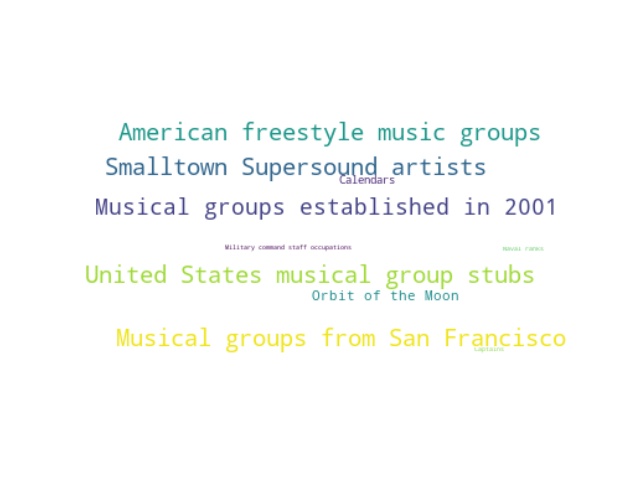 American freestyle music groups
Smalltown Supersound artists
Calendars
Musical groups established in 2001
Military command staff occupations
Naval ranks
United States musical group stubs
Orbit of the Moon
Musical groups from San Francisco
Captains